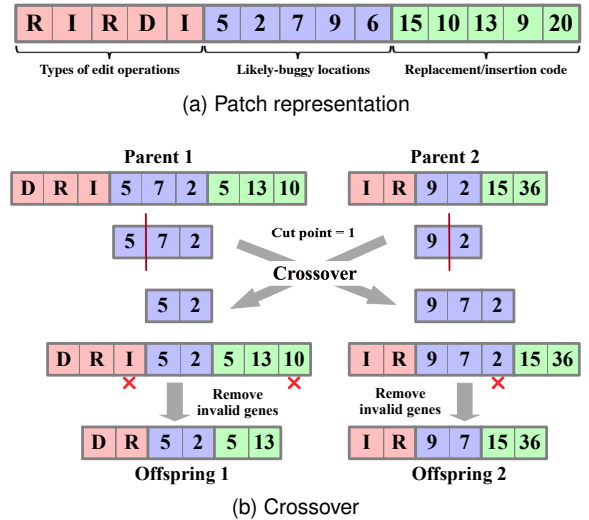 R I R D I 5 2 7 9 6 15 10 13 9 20
Types of edit operations Likely-buggy locations Replacement/insertion code
(a) Patch representation
Parent 1 Parent 2
D R I 5 7 2 5 13 10 I R 9 2 15 36
5 7 2 Cut point = 1 9 2
Crossover
5 2 9 7 2
D R I 5 2 5 13 10 I R 9 7 2 15 36
Remove invalid genes Remove invalid genes
D R 5 2 5 13 I R 9 7 15 36
Offspring 1 Offspring 2
(b) Crossover